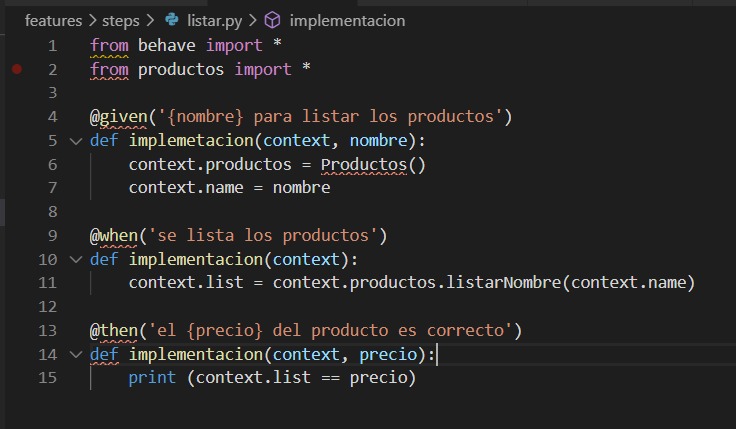 features > steps > listar.py > implementacion
1 from behave import *
2 from productos import *
3
4 @given('{nombre} para listar los productos')
5 def implemetacion(context, nombre):
6 context.productos = Productos()
7 context.name = nombre
8
9 @when('se lista los productos')
10 def implementacion(context):
11 context.list = context.productos.listarNombre(context.name)
12
13 @then('el {precio} del producto es correcto')
14 def implementacion(context, precio):
15 print (context.list == precio)